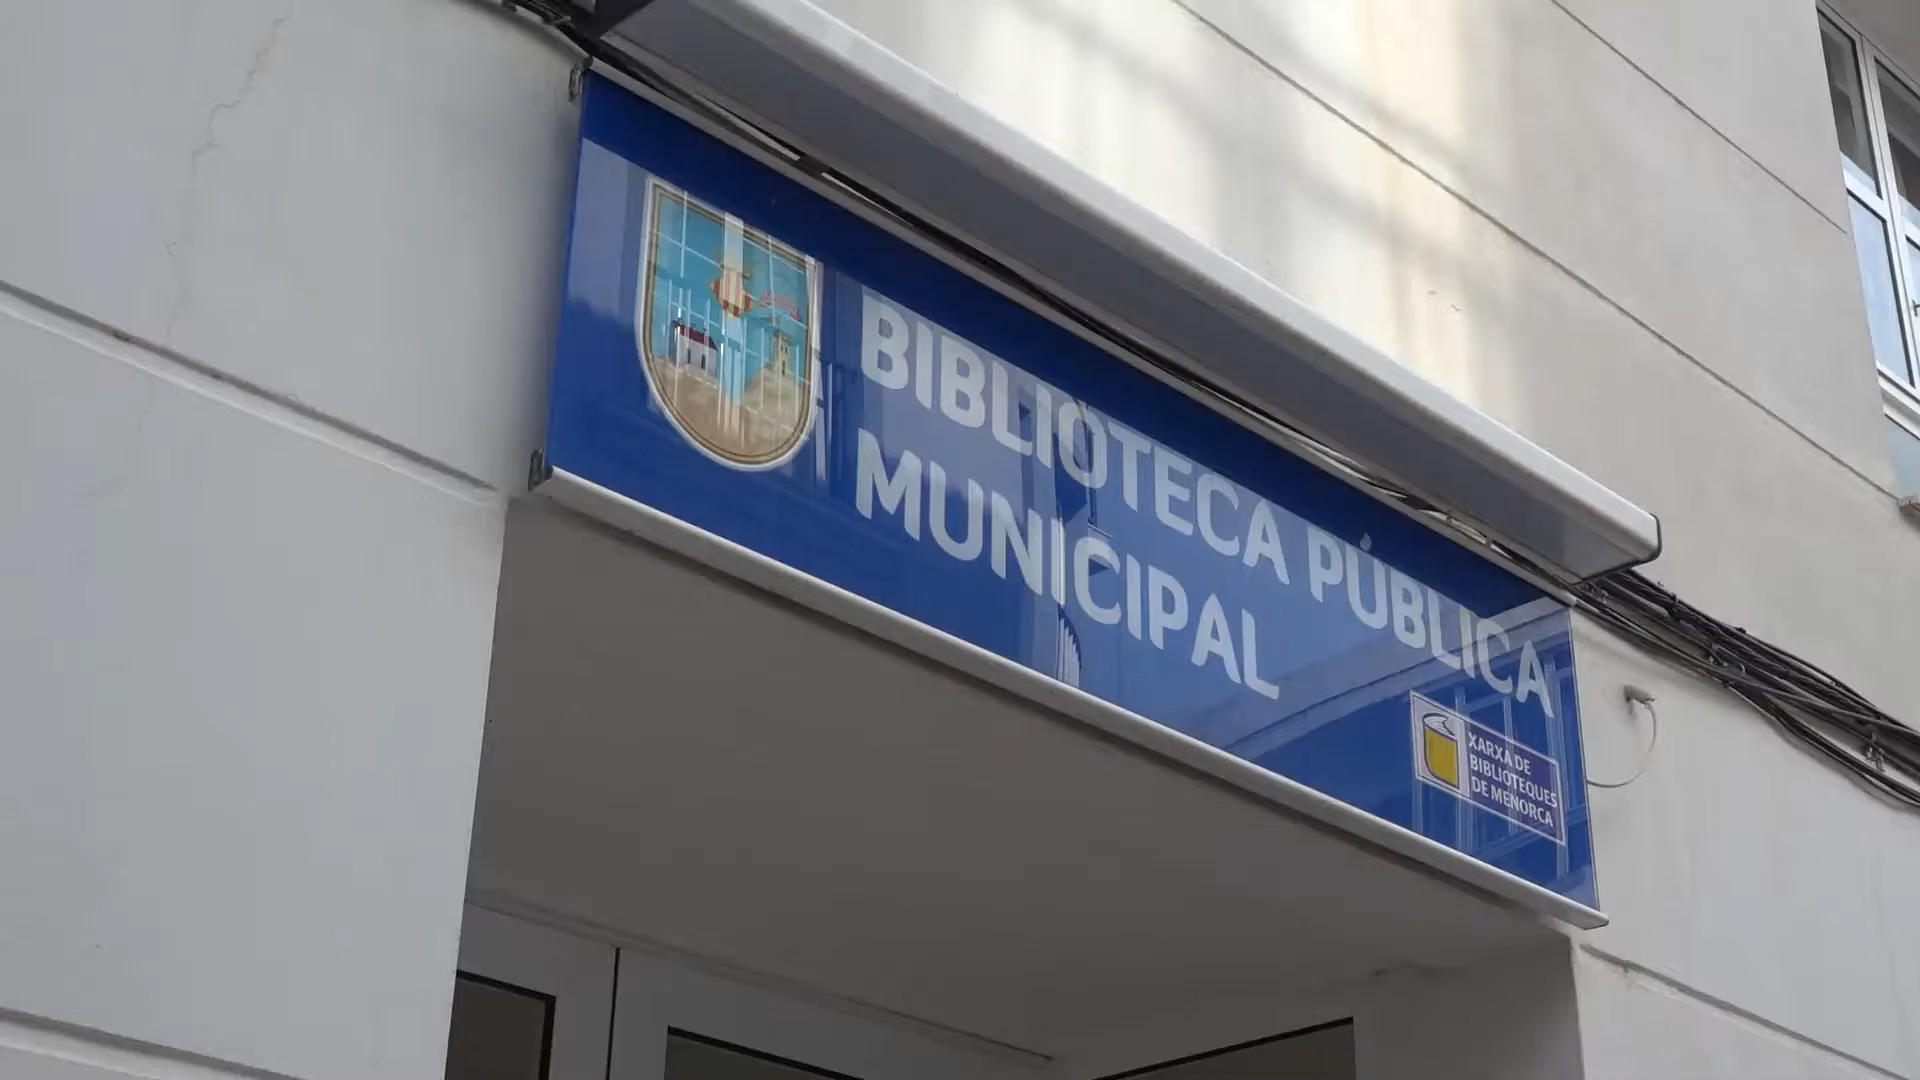 BIBLIOTECA PÚBLICA
MUNICIPAL
XARXA DE
BIBLIOTEQUES
DE MENORCA